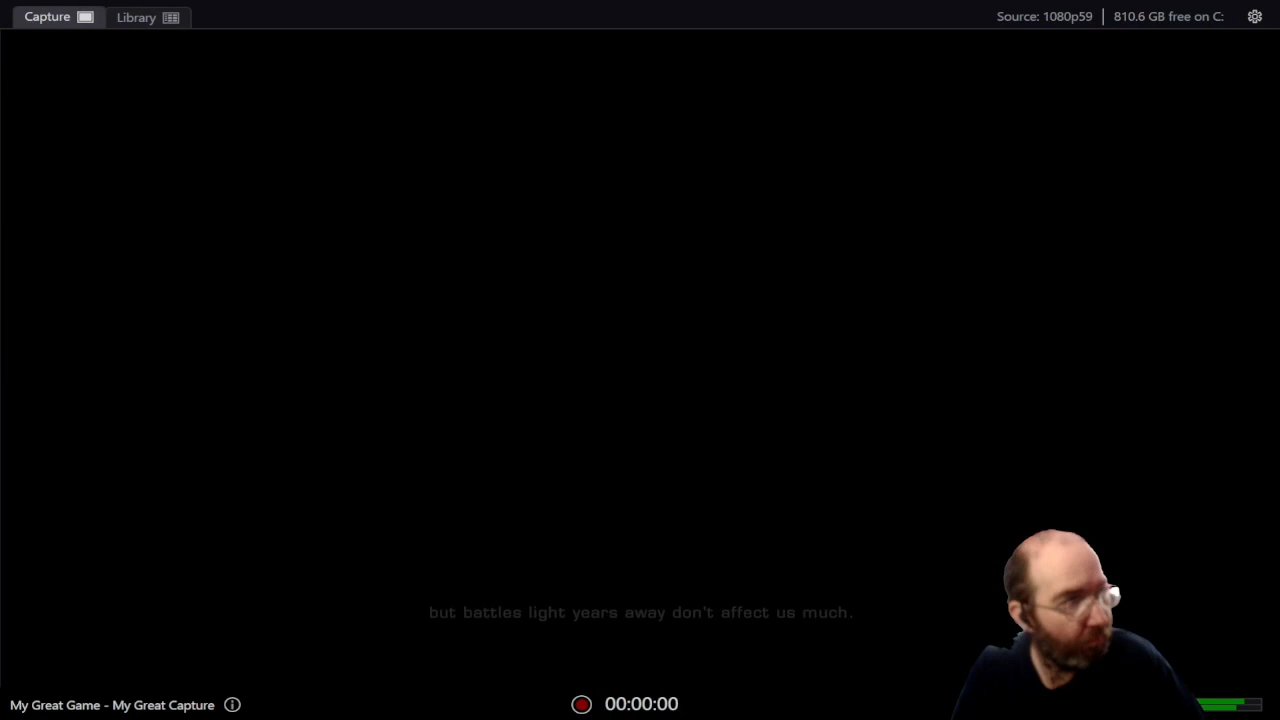 Capture
Library
Source: 1080p59
810.6 GB free on C:
but battles light years away don't affect us much.
My Great Game - My Great Capture
00:00:00